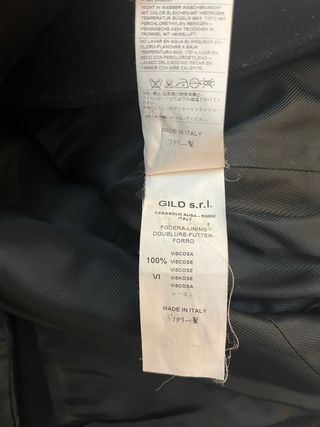 NICHT IN WASSER WASCHEN-NICHT
MIT CHLOR BLEICHEN-MIT NIEDRIGER
TEMPERATUR BÜGELN MAX 110°C-MIT
PERCHLORETHYLEN REINIGEN-
FEINWÄSCHE-KEIN TROCKNEN IN
TROMMEL MIT HEIBLUFT.
NO LAVAR EN AGUA-BLANQUEAR SIN
CLORO-PLANCHAR A BAJA
TEMPERATURA MAX 110°C-LAVAR EN
SECO CON PERCLOROETILENO-
LAVADO DELICADO-NO SECAR EN
TAMBOR CON AIRE CALIENTE.
MADE IN ITALY
イタリー製
GILD s.r.l.
CERASOLO AUSA -
ITALY
FODERA-LINING
DOUBLURE-FUTTER-
FORRO
VISCOSA
100% VISCOSE
VISCOSE
VI VISKOSE
VISCOSA
レーヨン
MADE IN ITALY
イタリー製